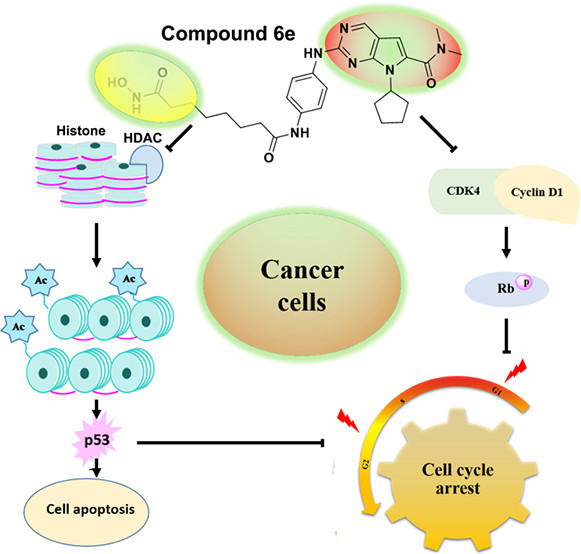 Compound 6e
HO
N
H
O
O
NH
HN
N
N
N
N
O
Histone
HDAC
CDK4
Cyclin D1
Ac
Ac
Ac
Cancer
cells
Rb
p
p53
G1
s
G2
Cell cycle
arrest
Cell apoptosis